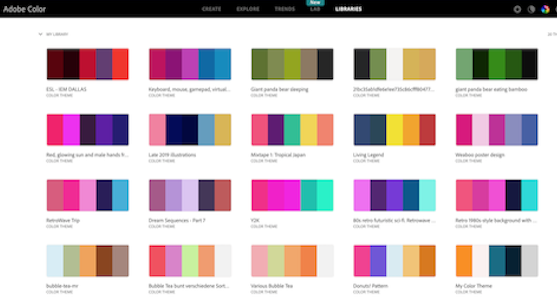 Adobe Color
CREATE EXPLORE TRENDS New LAB LIBRARIES
MY LIBRARY
ESL - IEM DALLAS
COLOR THEME
Keyboard, mouse, gamepad, virtual...
COLOR THEME
Giant panda bear sleeping
COLOR THEME
COLOR THEME
giant panda bear eating bamboo
COLOR THEME
Red, glowing sun and male hands fr...
COLOR THEME
Late 2019 Illustrations
COLOR THEME
Mixtape 1: Tropical Japan
COLOR THEME
Living Legend
COLOR THEME
Weaboo poster design
COLOR THEME
RetroWave Trip
COLOR THEME
Dream Sequences - Part.7
COLOR THEME
Y2K
COLOR THEME
80s retro futuristic sci-fi. Retrowave ...
COLOR THEME
Retro 1980s-style background with ...
COLOR THEME
bubble-tea-mr
COLOR THEME
Bubble Tea bunt verschiedene Sort...
COLOR THEME
Various Bubble Tea
COLOR THEME
Donuts! Pattern
COLOR THEME
My Color Theme
COLOR THEME